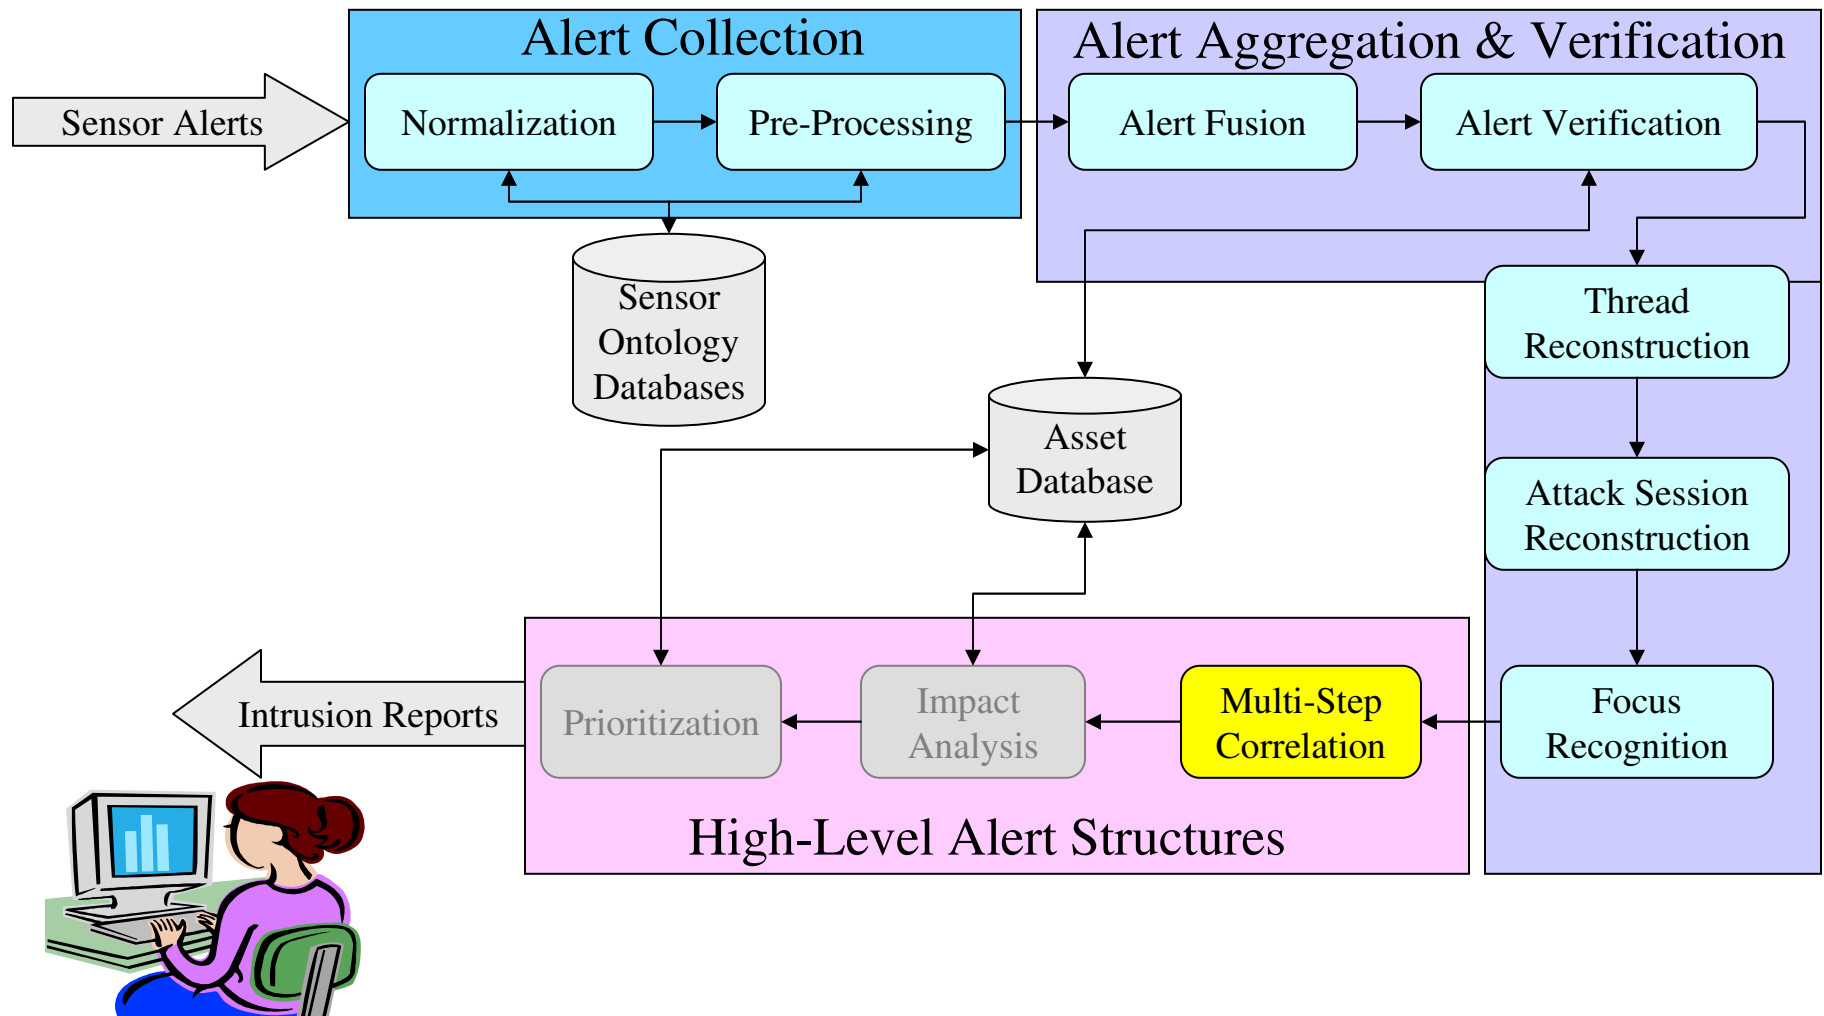 Alert Collection
Alert Aggregation & Verification
Sensor Alerts
Normalization
Pre-Processing
Alert Fusion
Alert Verification
Sensor
Ontology
Databases
Thread
Reconstruction
Asset
Database
Attack Session
Reconstruction
Intrusion Reports
Prioritization
Impact
Analysis
Multi-Step
Correlation
Focus
Recognition
High-Level Alert Structures